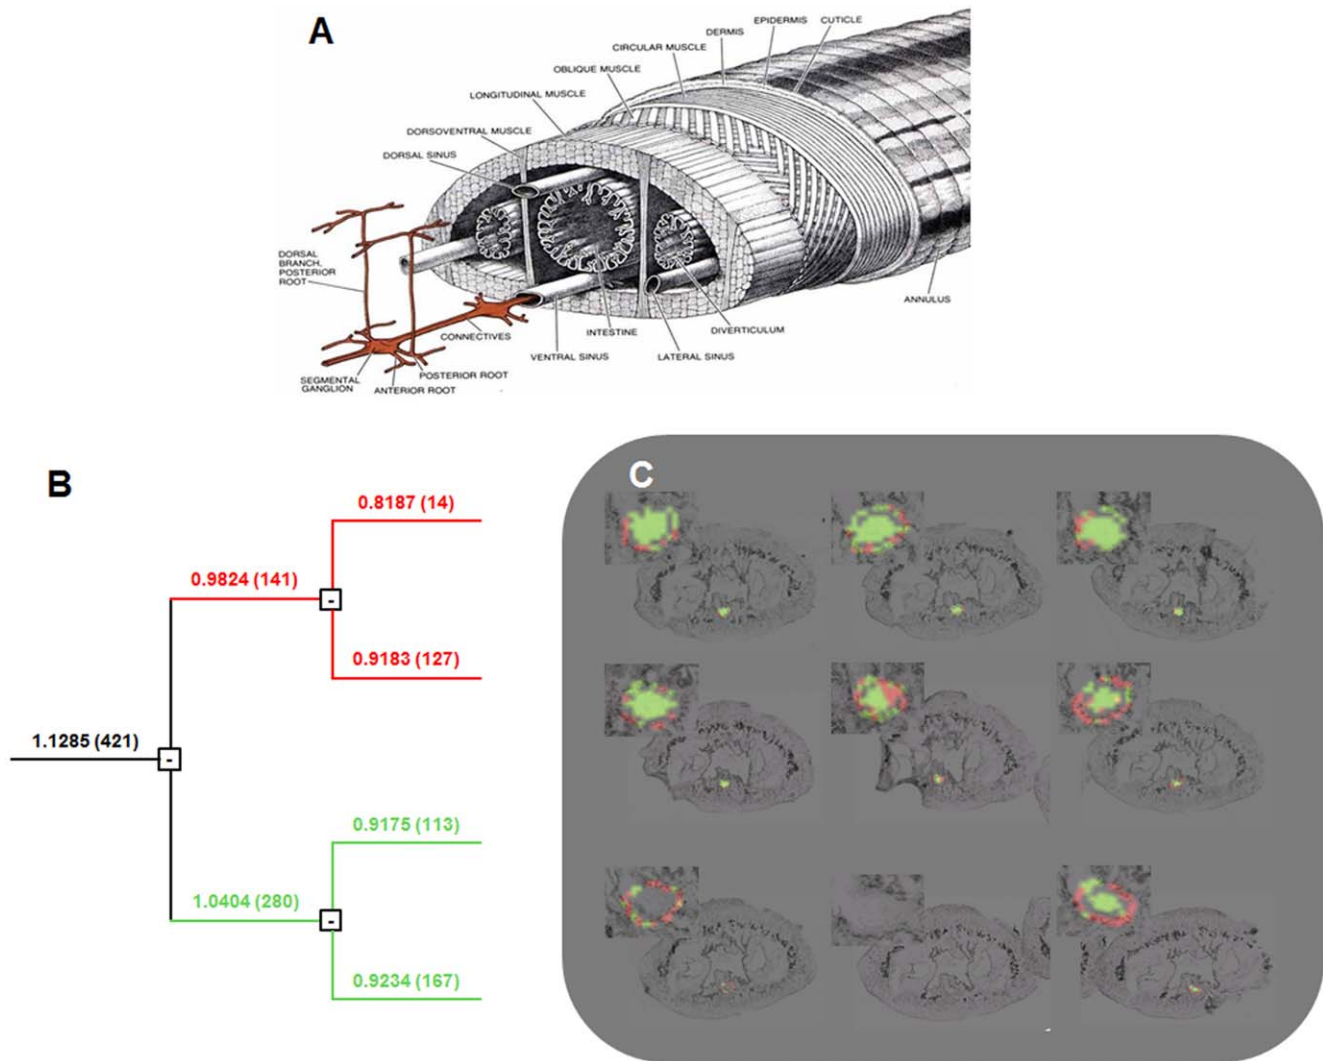 A
CUTICLE
EPIDERMIS
DERMIS
CIRCULAR MUSCLE
OBLIQUE MUSCLE
LONGITUDINAL MUSCLE
DORSOVENTRAL MUSCLE
DORSAL SINUS
DORSAL
BRANCH,
POSTERIOR
ROOT
ANNULUS
CONNECTIVES
INTESTINE
DIVERTICULUM
VENTRAL SINUS
LATERAL SINUS
POSTERIOR ROOT
SEGMENTAL
GANGLION
ANTERIOR ROOT
B
0.8187 (14)
0.9824 (141)
-
0.9183 (127)
1.1285 (421)
-
0.9175 (113)
1.0404 (280)
-
0.9234 (167)
C